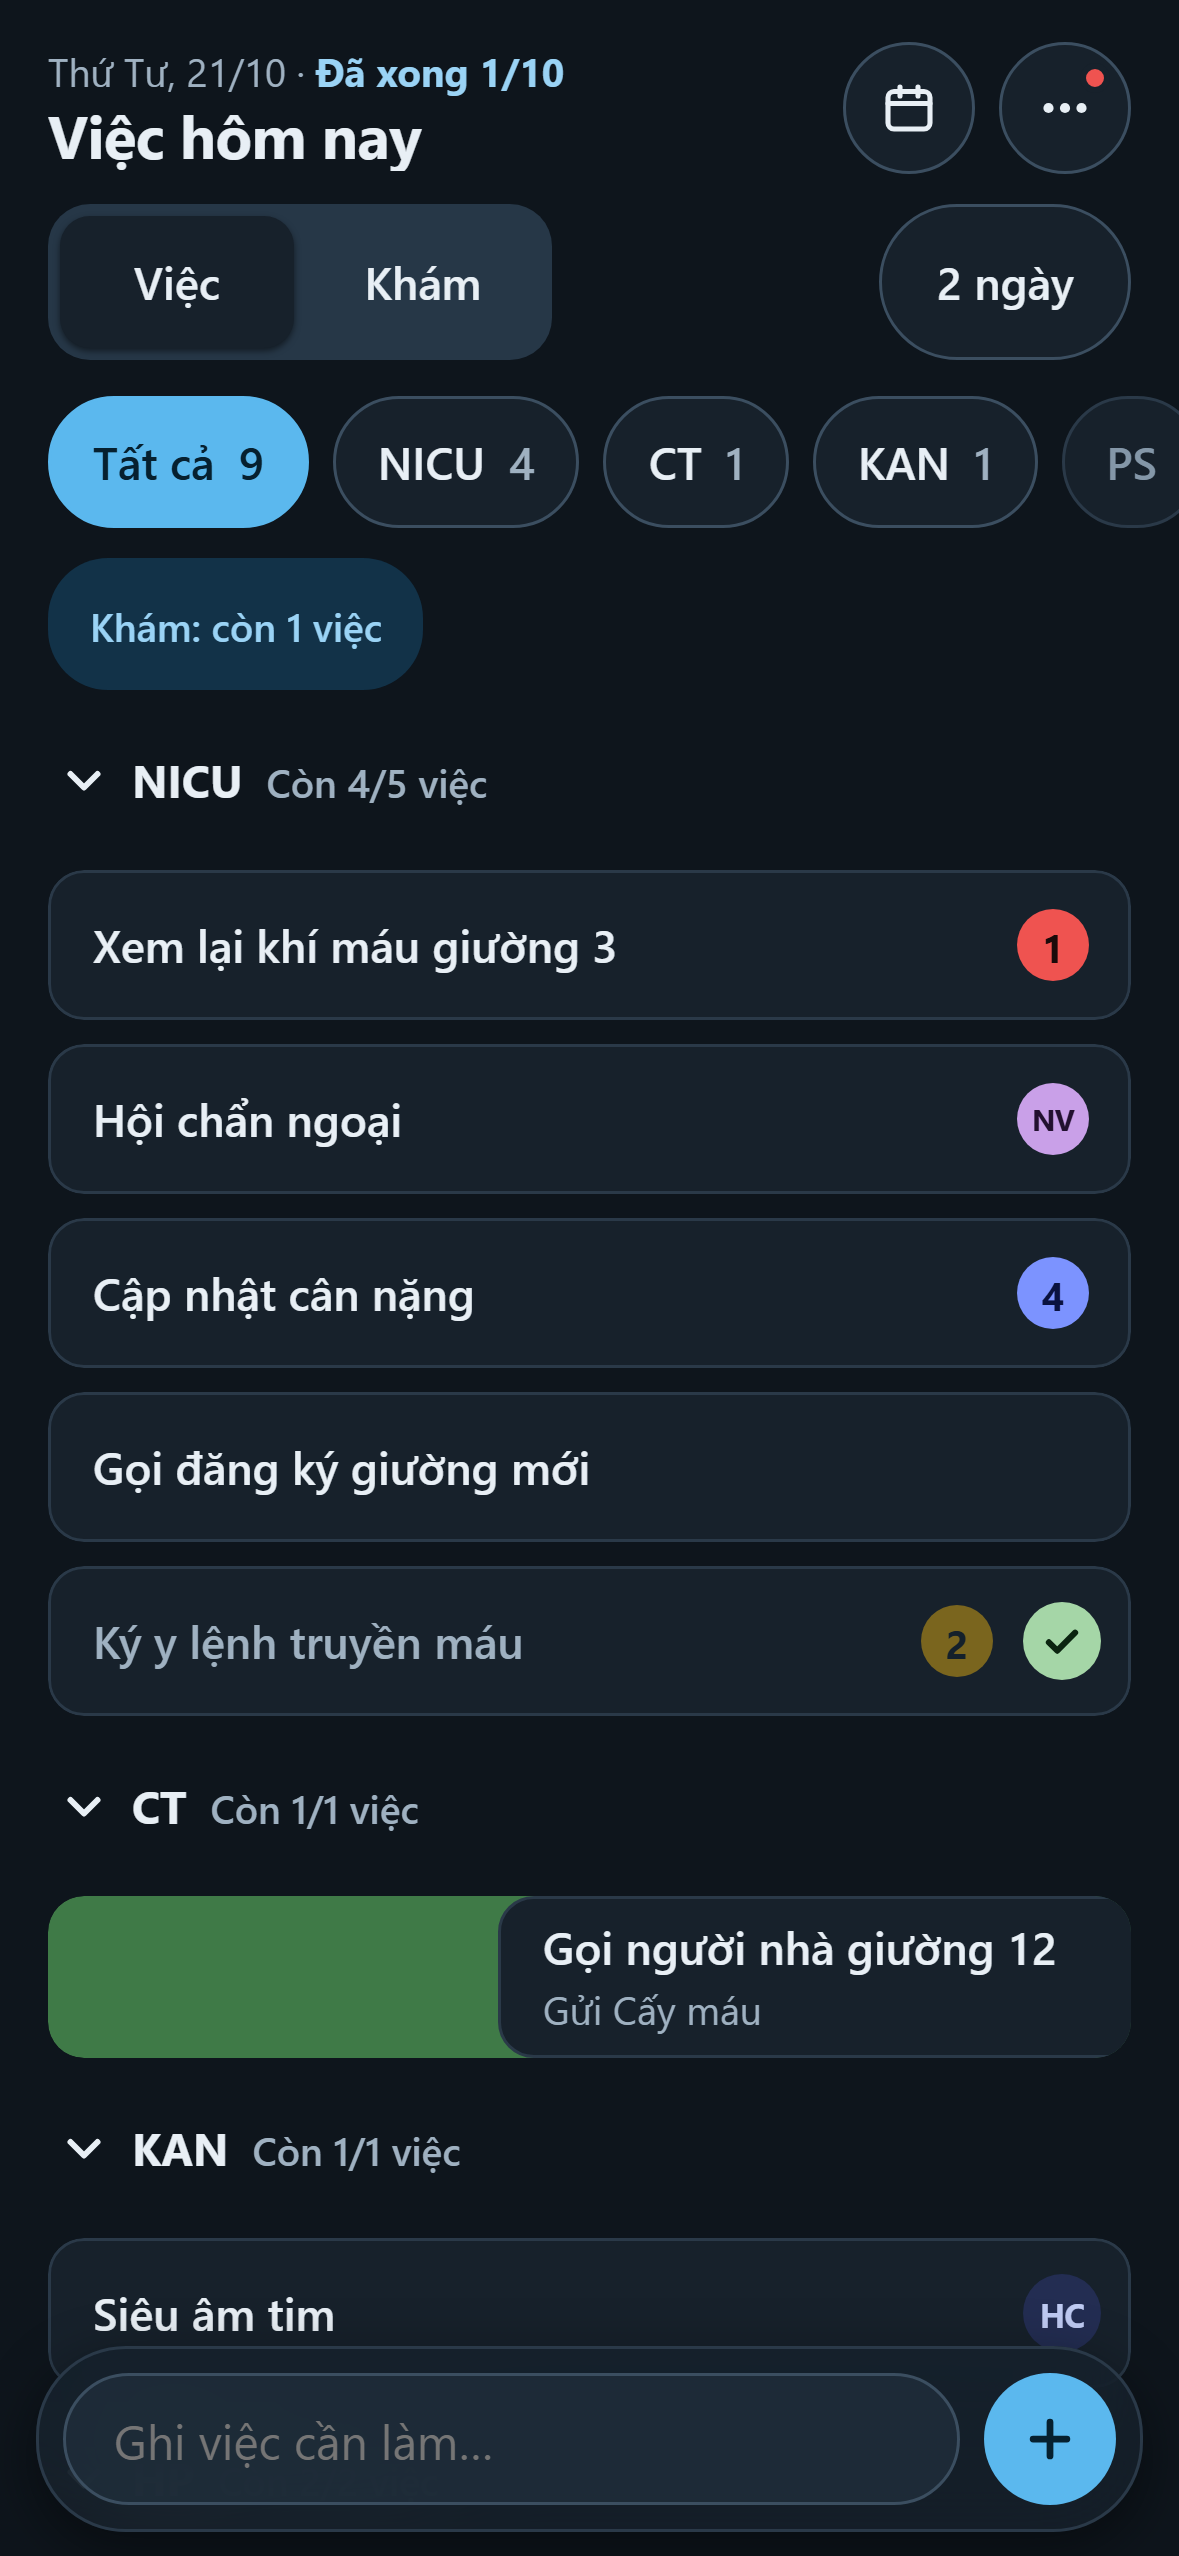 Thứ Tư, 21/10 · Đã xong 1/10
Việc hôm nay
Việc Khám 2 ngày
Tất cả 9 NICU 4 CT 1 KAN 1 PS
Khám: còn 1 việc
NICU Còn 4/5 việc
Xem lại khí máu giường 3 1
Hội chẩn ngoại NV
Cập nhật cân nặng 4
Gọi đăng ký giường mới
Ký y lệnh truyền máu 2
CT Còn 1/1 việc
Gọi người nhà giường 12
Gửi Cấy máu
KAN Còn 1/1 việc
Siêu âm tim HC
Ghi việc cần làm...